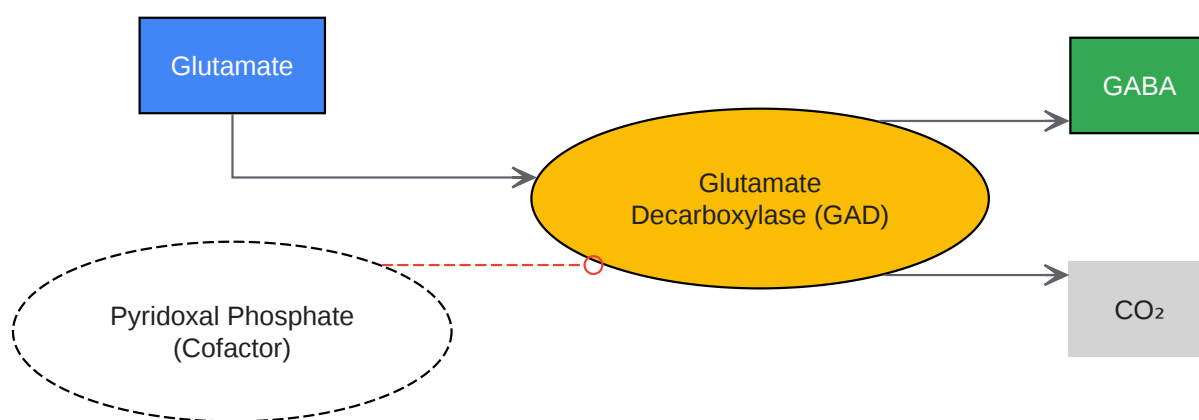 Glutamate
GABA
Glutamate
Decarboxylase (GAD)
Pyridoxal Phosphate
(Cofactor)
CO₂